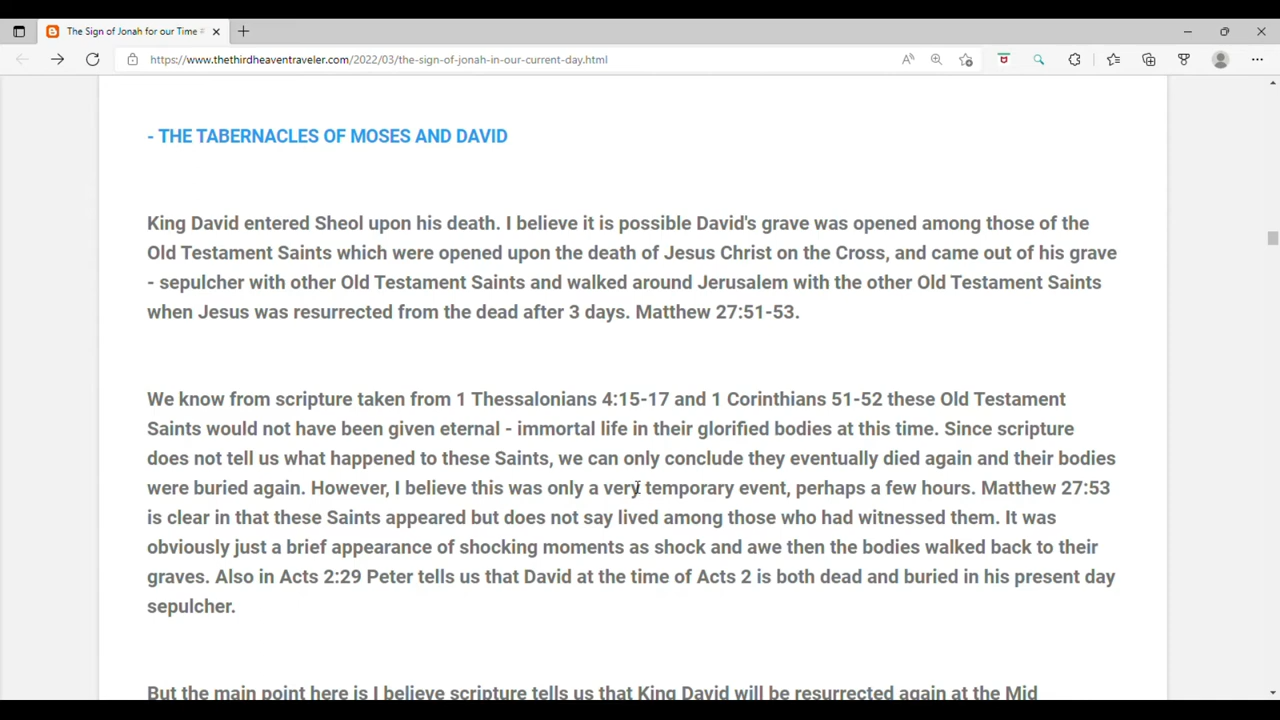 The Sign of Jonah for our Time
https://www.thethirdheaventraveler.com/2022/03/the-sign-of-jonah-in-our-current-day.html
- THE TABERNACLES OF MOSES AND DAVID
King David entered Sheol upon his death. I believe it is possible David's grave was opened among those of the
Old Testament Saints which were opened upon the death of Jesus Christ on the Cross, and came out of his grave
- sepulcher with other Old Testament Saints and walked around Jerusalem with the other Old Testament Saints
when Jesus was resurrected from the dead after 3 days. Matthew 27:51-53.
We know from scripture taken from 1 Thessalonians 4:15-17 and 1 Corinthians 51-52 these Old Testament
Saints would not have been given eternal - immortal life in their glorified bodies at this time. Since scripture
does not tell us what happened to these Saints, we can only conclude they eventually died again and their bodies
were buried again. However, I believe this was only a very temporary event, perhaps a few hours. Matthew 27:53
is clear in that these Saints appeared but does not say lived among those who had witnessed them. It was
obviously just a brief appearance of shocking moments as shock and awe then the bodies walked back to their
graves. Also in Acts 2:29 Peter tells us that David at the time of Acts 2 is both dead and buried in his present day
sepulcher.
But the main point here is I believe scripture tells us that King David will be resurrected again at the Mid